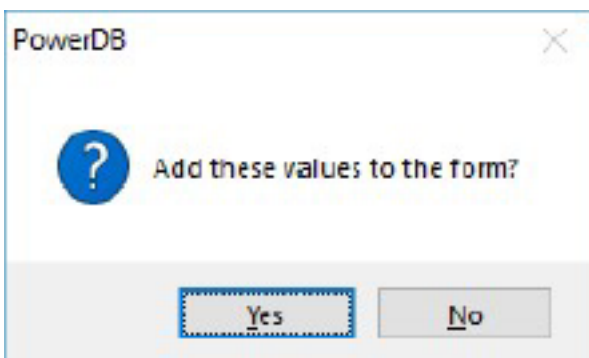 PowerDB
Add these values to the form?
Yes
No